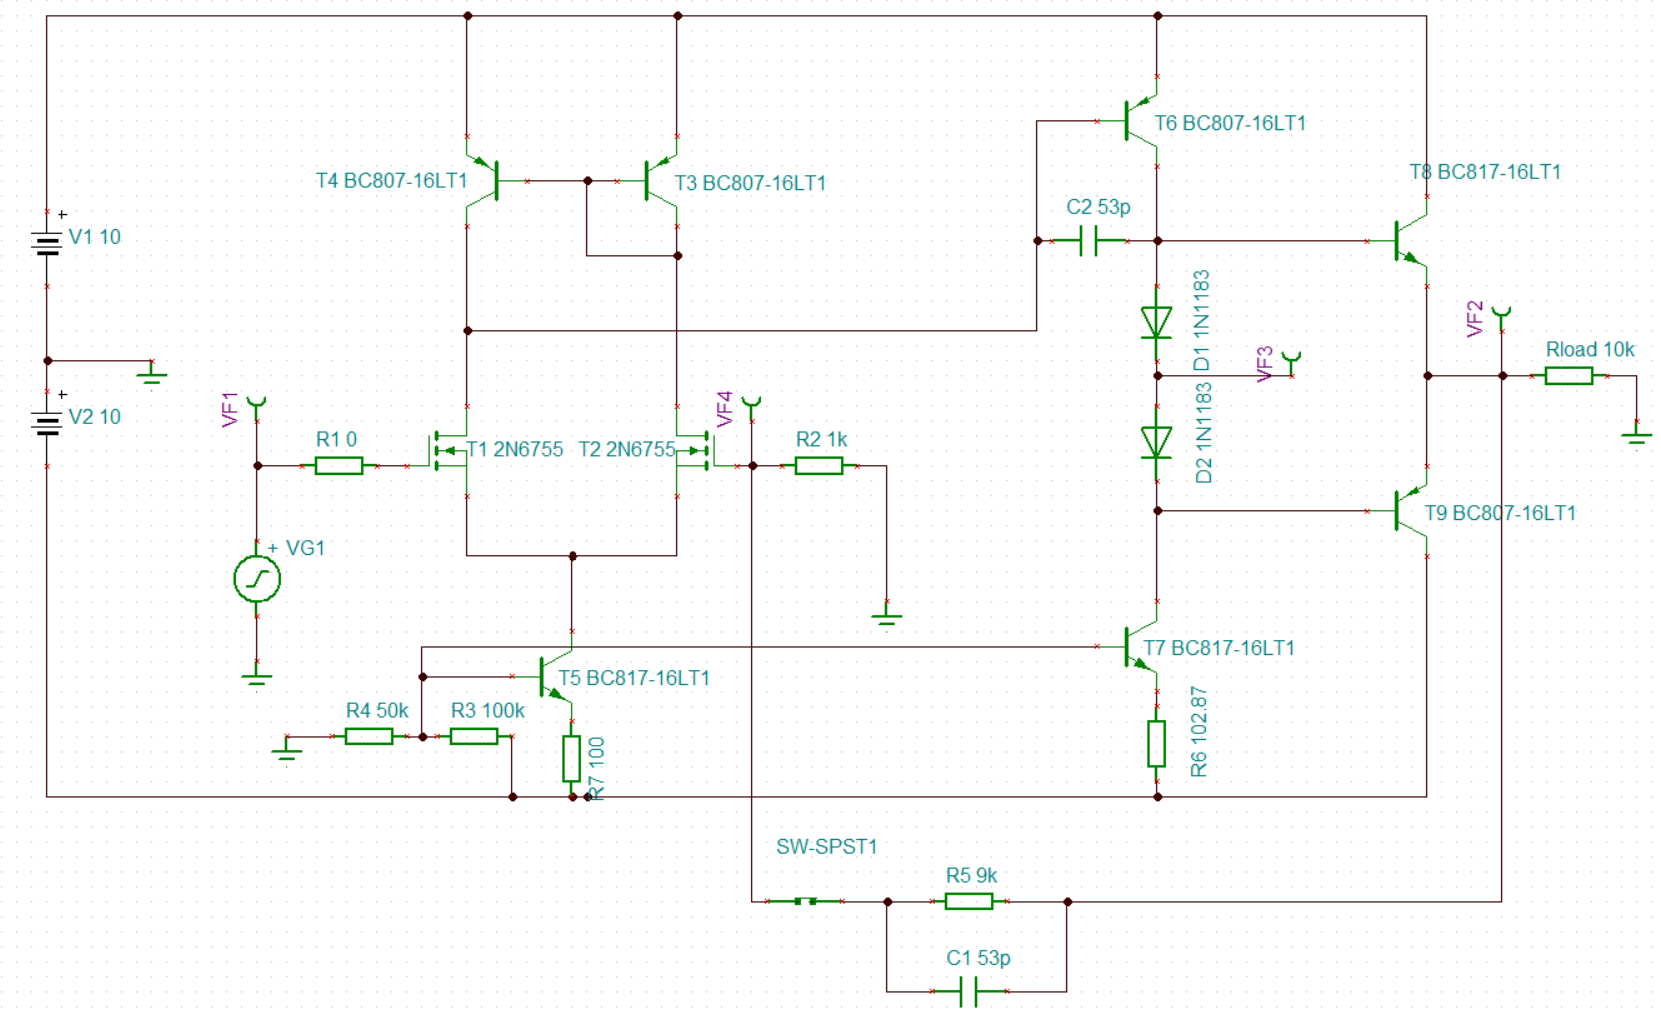 T6 BC807-16LT1
T4 BC807-16LT1
T3 BC807-16LT1
T8 BC817-16LT1
C2 53p
+
V1 10
D1 1N1183
VF2
VF3
Rload 10k
+
V2 10
VF1
VF4
R1 0
T1 2N6755
T2 2N6755
R2 1k
D2 1N1183
T9 BC807-16LT1
+ VG1
T7 BC817-16LT1
T5 BC817-16LT1
R4 50k
R3 100k
R7 100
R6 102.87
SW-SPST1
R5 9k
C1 53p